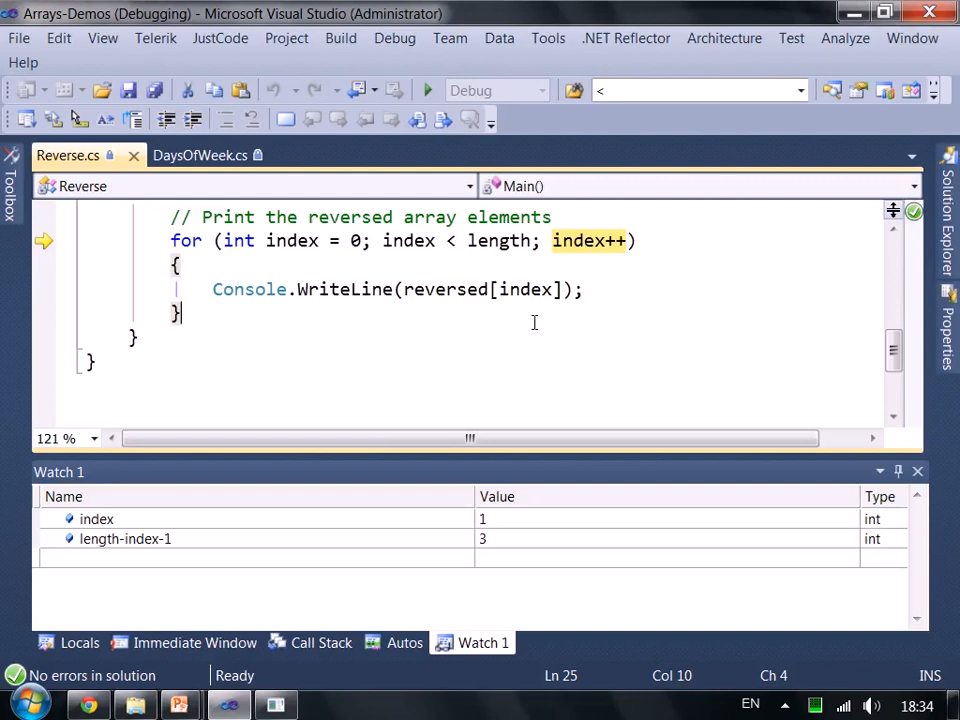 Arrays-Demos (Debugging) - Microsoft Visual Studio (Administrator)
File Edit View Telerik JustCode Project Build Debug Team Data Tools .NET Reflector Architecture Test Analyze Window
Help
Debug <
Reverse.cs DaysOfWeek.cs
Toolbox
Reverse Main()
// Print the reversed array elements
for (int index = 0; index < length; index++)
{
Console.WriteLine(reversed[index]);
}
}
}
121 %
Solution Explorer
Properties
Watch 1
Name Value Type
index 1 int
length-index-1 3 int
Locals Immediate Window Call Stack Autos Watch 1
No errors in solution Ready Ln 25 Col 10 Ch 4 INS
EN 18:34